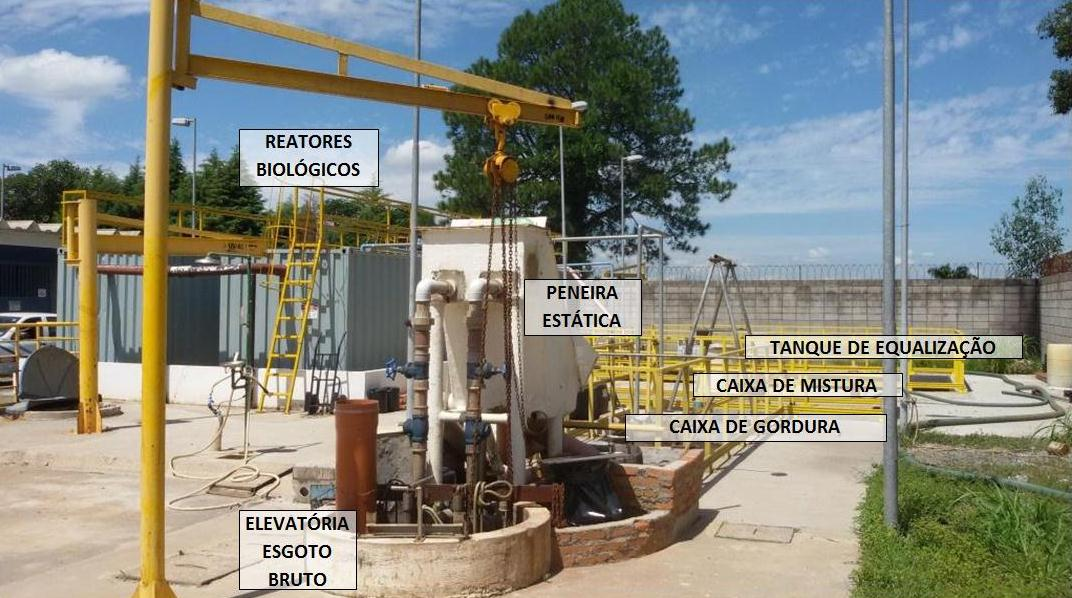 REATORES
BIOLÓGICOS
PENEIRA
ESTÁTICA
TANQUE DE EQUALIZAÇÃO
CAIXA DE MISTURA
CAIXA DE GORDURA
ELEVATÓRIA
ESGOTO
BRUTO